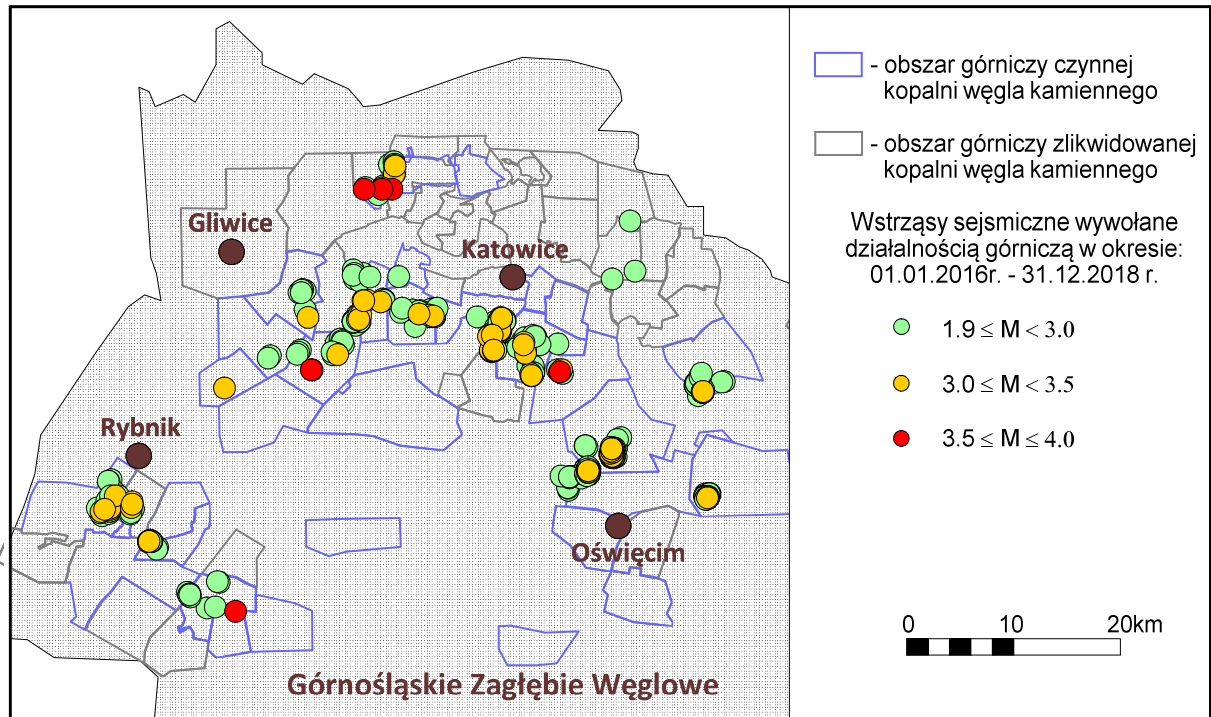 Gliwice
Katowice
Rybnik
Oświęcim
Górnośląskie Zagłębie Węglowe
- obszar górniczy czynnej
kopalni węgla kamiennego
- obszar górniczy zlikwidowanej
kopalni węgla kamiennego
Wstrząsy sejsmiczne wywołane
działalnością górniczą w okresie:
01.01.2016r. - 31.12.2018 r.
1.9 ≤ M < 3.0
3.0 ≤ M < 3.5
3.5 ≤ M ≤ 4.0
0 10 20km